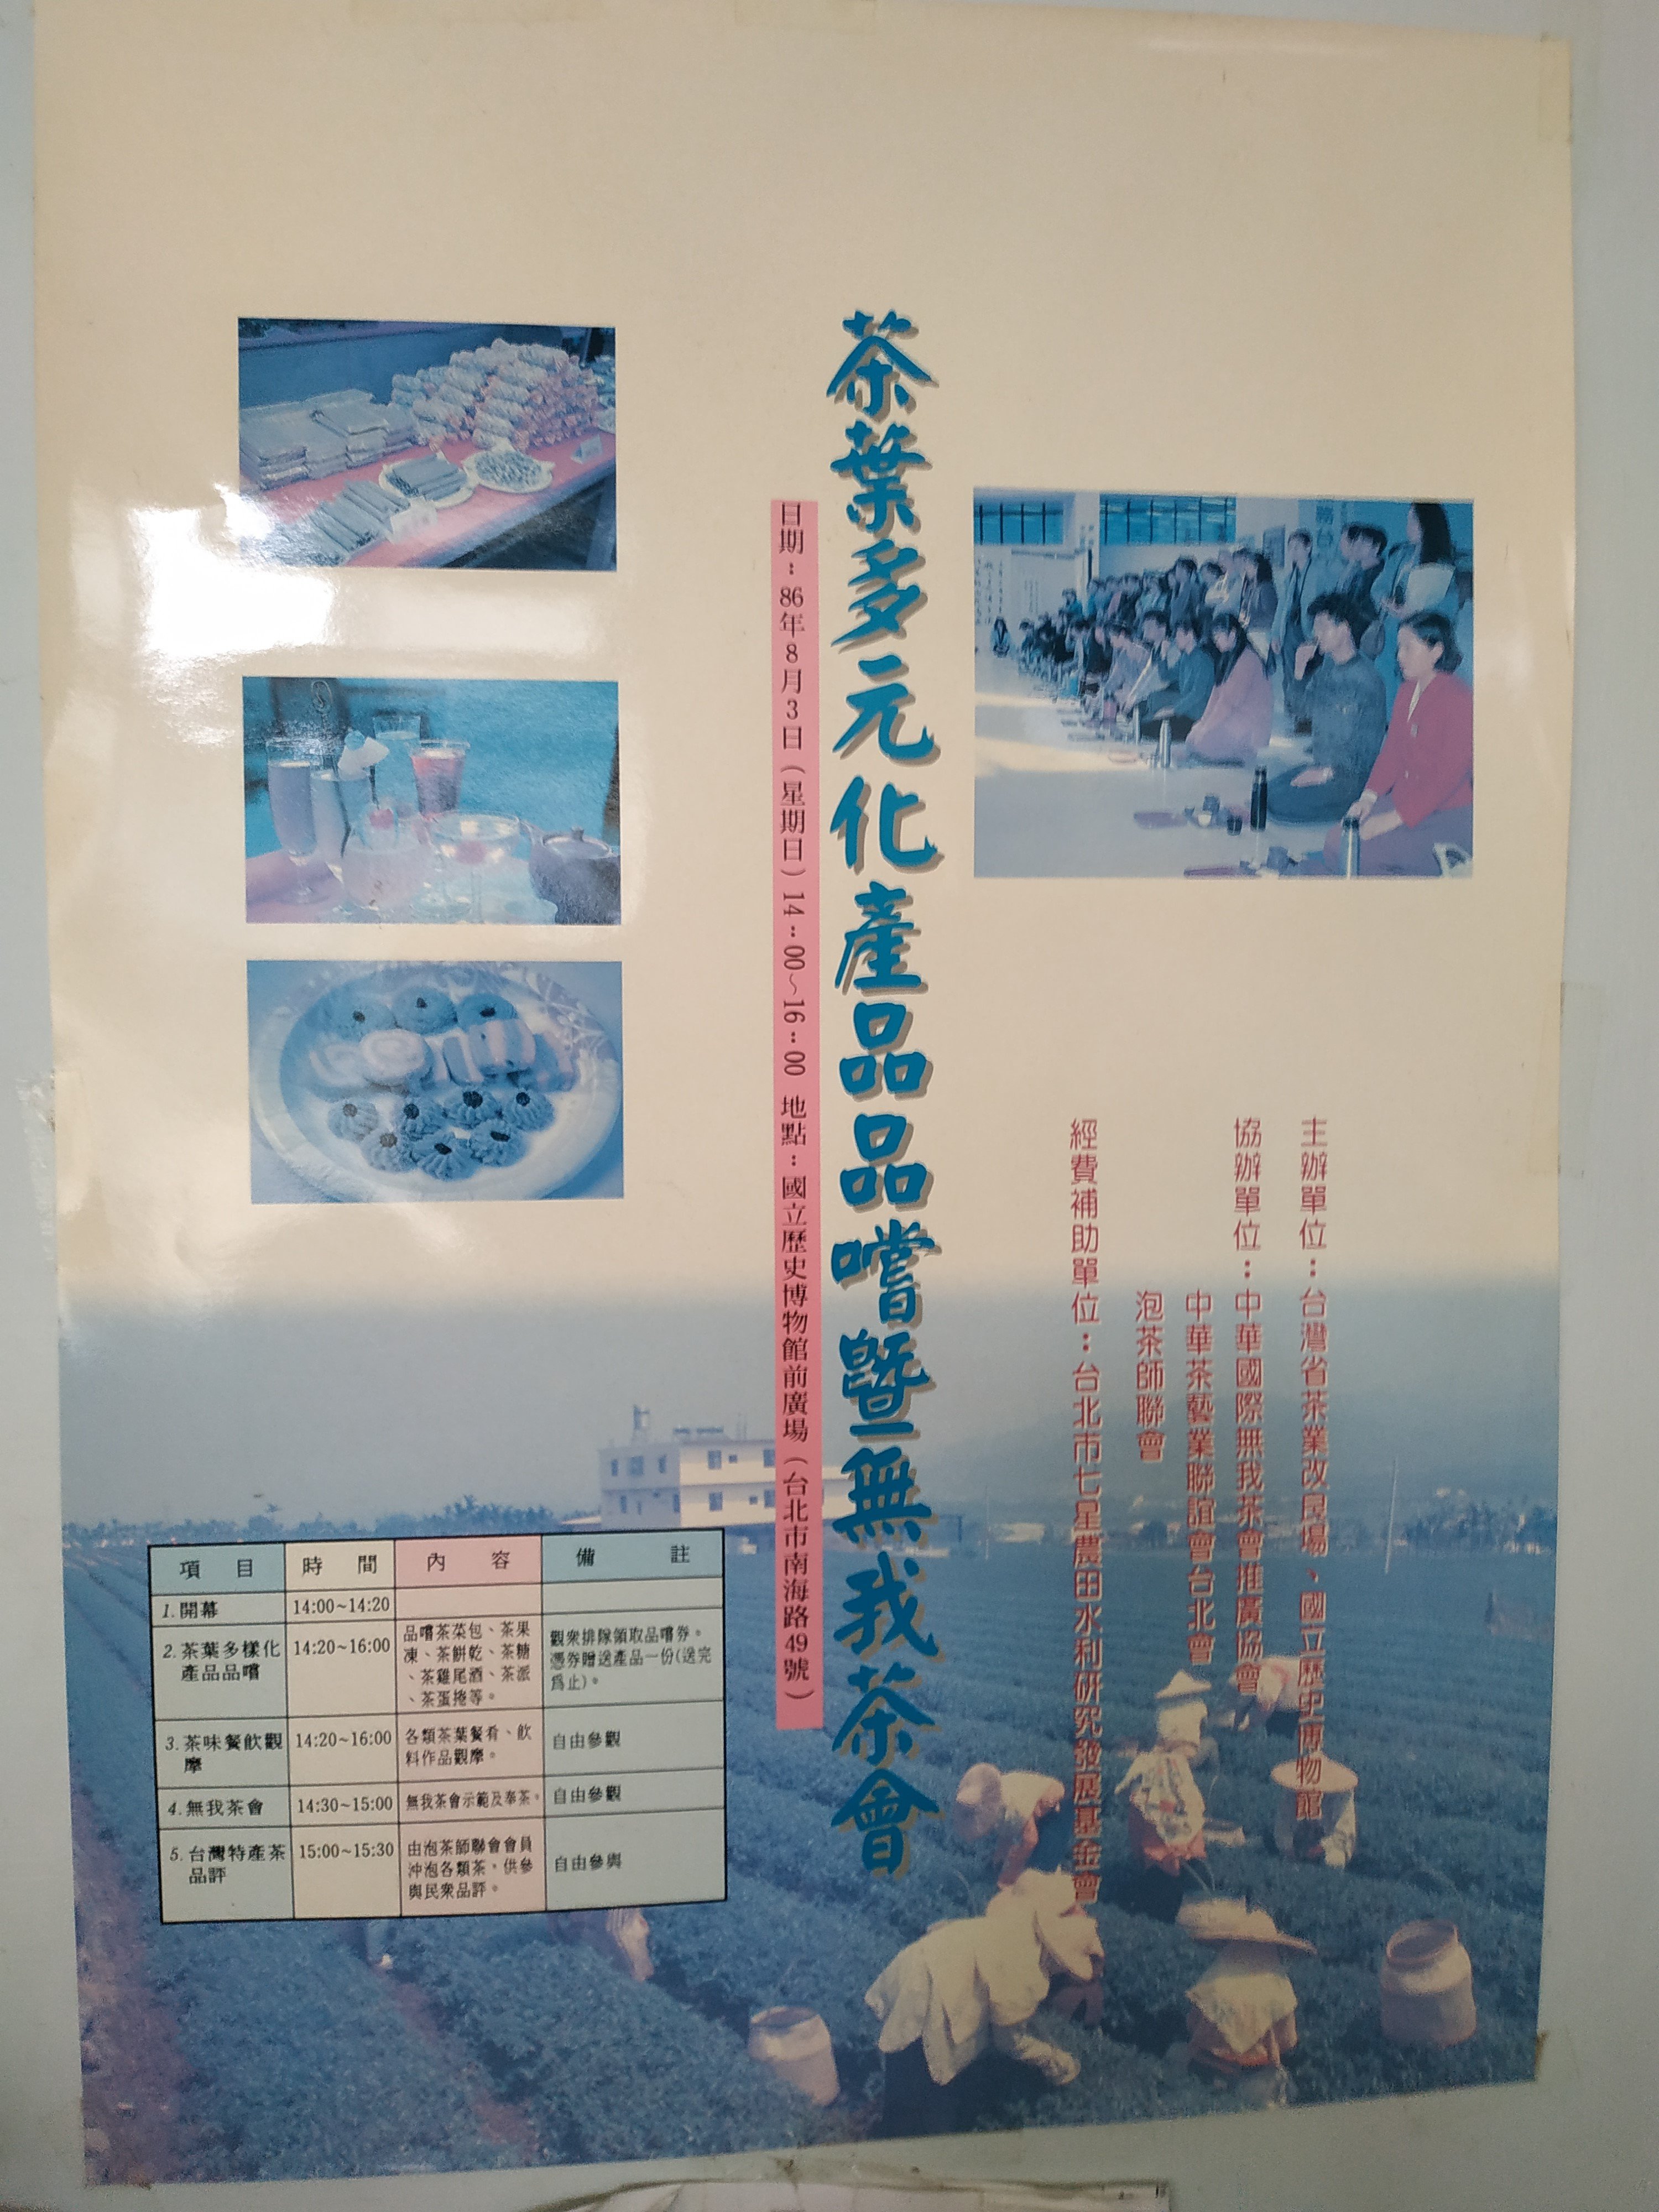 茶葉多元化產品品嚐暨無我茶會
日期：86年8月3日（星期日）14：00～16：00 地點：國立歷史博物館前廣場（台北市南海路49號）
主辦單位：台灣省茶業改良場、國立歷史博物館
協辦單位：中華國際無我茶會推廣協會
中華茶藝業聯誼會台北會
泡茶師聯會
經費補助單位：台北市七星農田水利研究發展基金會
項目 時間 內容 備註
1.開幕 14:00~14:20
2.茶葉多樣化產品品嚐 14:20~16:00 品嚐茶菜包、茶果凍、茶餅乾、茶糖、茶雞尾酒、茶派、茶蛋捲等。 觀衆排隊領取品嚐券。憑券贈送產品一份(送完爲止)。
3.茶味餐飲觀摩 14:20~16:00 各類茶葉餐肴、飲料作品觀摩。 自由參觀
4.無我茶會 14:30~15:00 無我茶會示範及奉茶。 自由參觀
5.台灣特產茶品評 15:00~15:30 由泡茶師聯會會員沖泡各類茶，供參與民衆品評。 自由參與